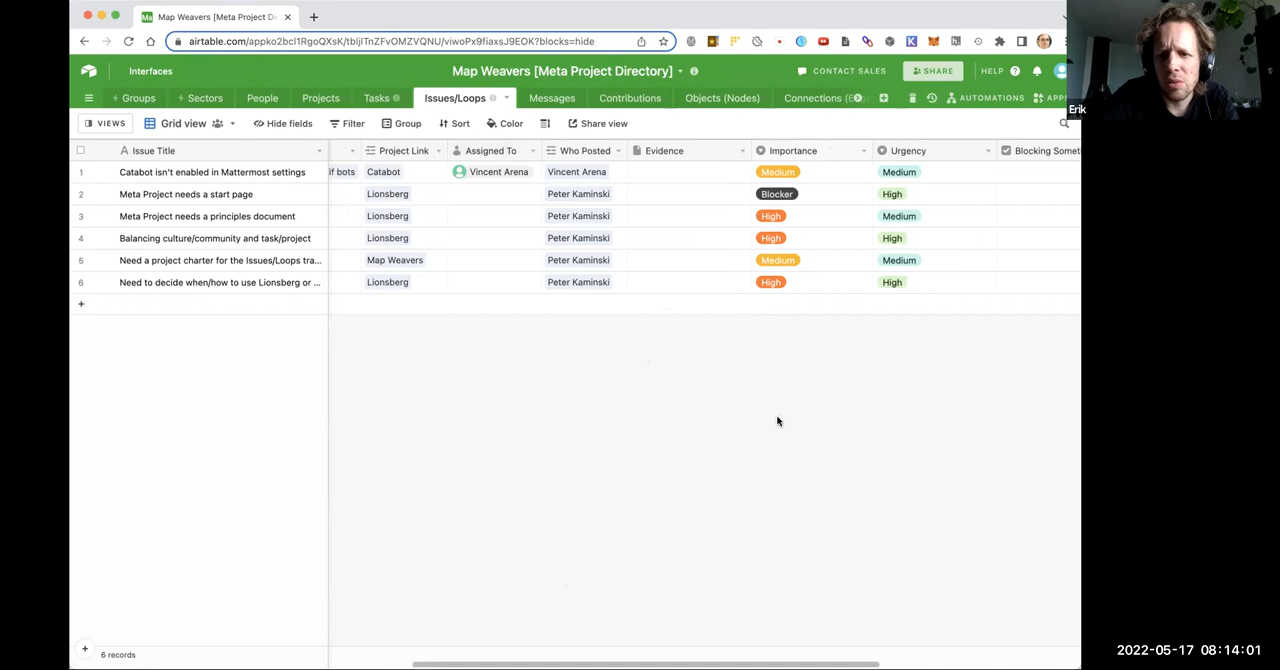 Map Weavers [Meta Project Di
airtable.com/appko2bcl1RgoQXsK/tbljlTnZFvOMZVQNU/viwoPx9fiaxsJ9EOK?blocks=hide
Interfaces
Map Weavers [Meta Project Directory]
CONTACT SALES
SHARE
HELP
Groups
Sectors
People
Projects
Tasks
Issues/Loops
Messages
Contributions
Objects (Nodes)
Connections (E
AUTOMATIONS
APP
Erik
VIEWS
Grid view
Hide fields
Filter
Group
Sort
Color
Share view
Issue Title
Project Link
Assigned To
Who Posted
Evidence
Importance
Urgency
Blocking Somet
1 Catabot isn't enabled in Mattermost settings if bots Catabot Vincent Arena Vincent Arena Medium Medium
2 Meta Project needs a start page Lionsberg Peter Kaminski Blocker High
3 Meta Project needs a principles document Lionsberg Peter Kaminski High Medium
4 Balancing culture/community and task/project Lionsberg Peter Kaminski High High
5 Need a project charter for the Issues/Loops tra... Map Weavers Peter Kaminski Medium Medium
6 Need to decide when/how to use Lionsberg or ... Lionsberg Peter Kaminski High High
6 records
2022-05-17 08:14:01